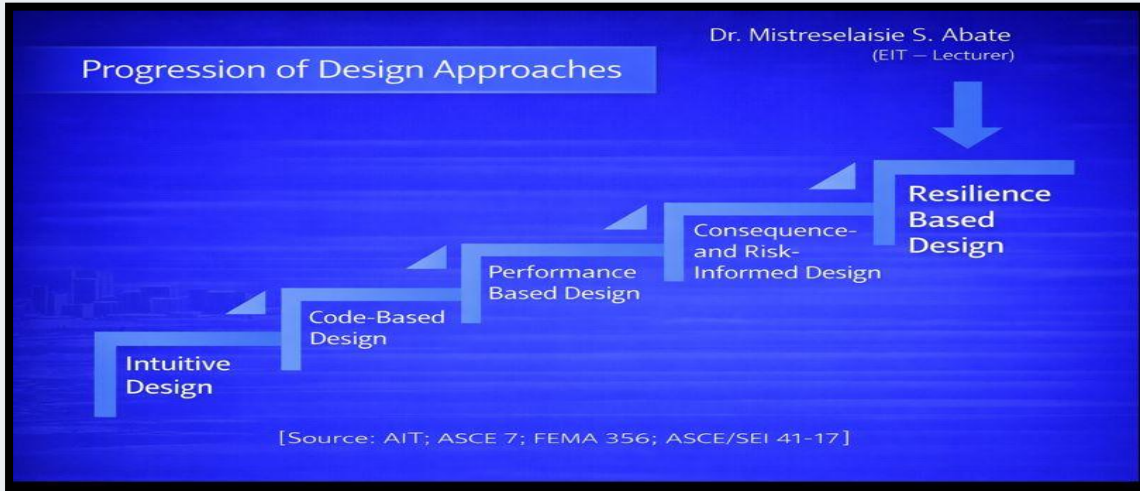 Dr. Mistreselaisie S. Abate
(EIT – Lecturer)
Progression of Design Approaches
Resilience
Based
Design
Consequence-
and Risk-
Informed Design
Performance
Based Design
Code-Based
Design
Intuitive
Design
[Source: AIT; ASCE 7; FEMA 356; ASCE/SEI 41-17]